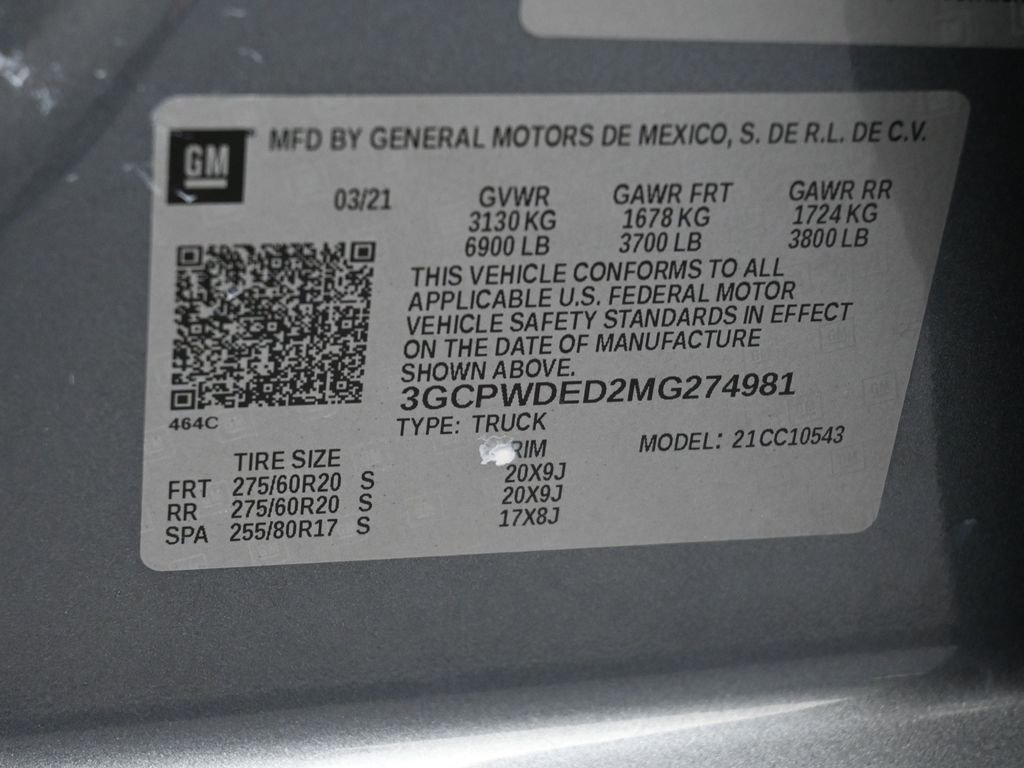 GM MFD BY GENERAL MOTORS DE MEXICO, S. DE R.L. DE C.V.
03/21 GVWR GAWR FRT GAWR RR
3130 KG 1678 KG 1724 KG
6900 LB 3700 LB 3800 LB
THIS VEHICLE CONFORMS TO ALL
APPLICABLE U.S. FEDERAL MOTOR
VEHICLE SAFETY STANDARDS IN EFFECT
ON THE DATE OF MANUFACTURE
SHOWN ABOVE.
3GCPWDED2MG274981
464C
TYPE: TRUCK MODEL: 21CC10543
TIRE SIZE RIM
FRT 275/60R20 S 20X9J
RR 275/60R20 S 20X9J
SPA 255/80R17 S 17X8J